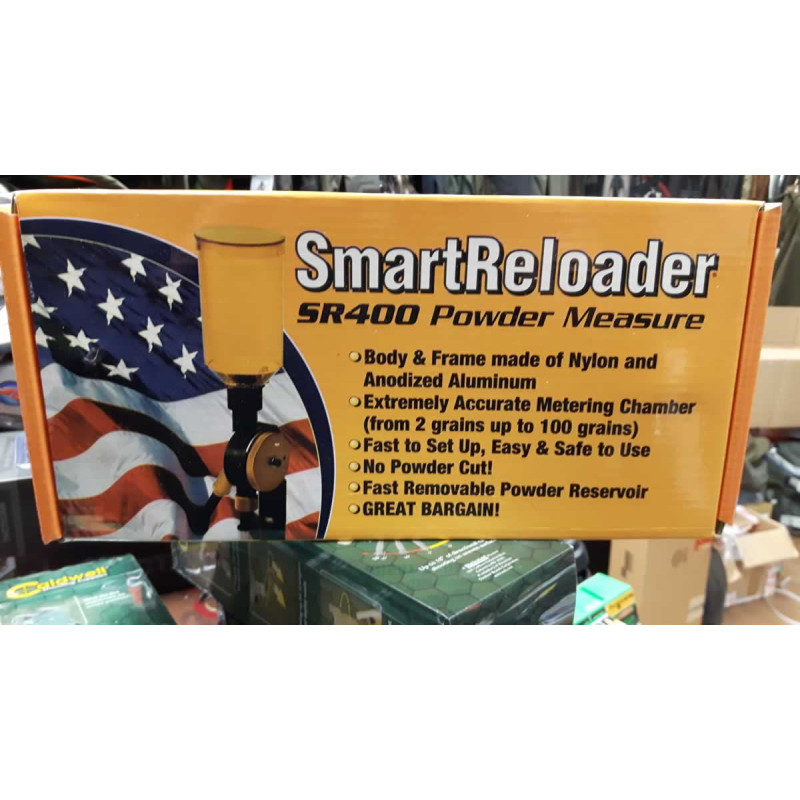 SmartReloader
SR400 Powder Measure
Body & Frame made of Nylon and
Anodized Aluminum
Extremely Accurate Metering Chamber
(from 2 grains up to 100 grains)
Fast to Set Up, Easy & Safe to Use
No Powder Cut!
Fast Removable Powder Reservoir
GREAT BARGAIN!
Caldwell